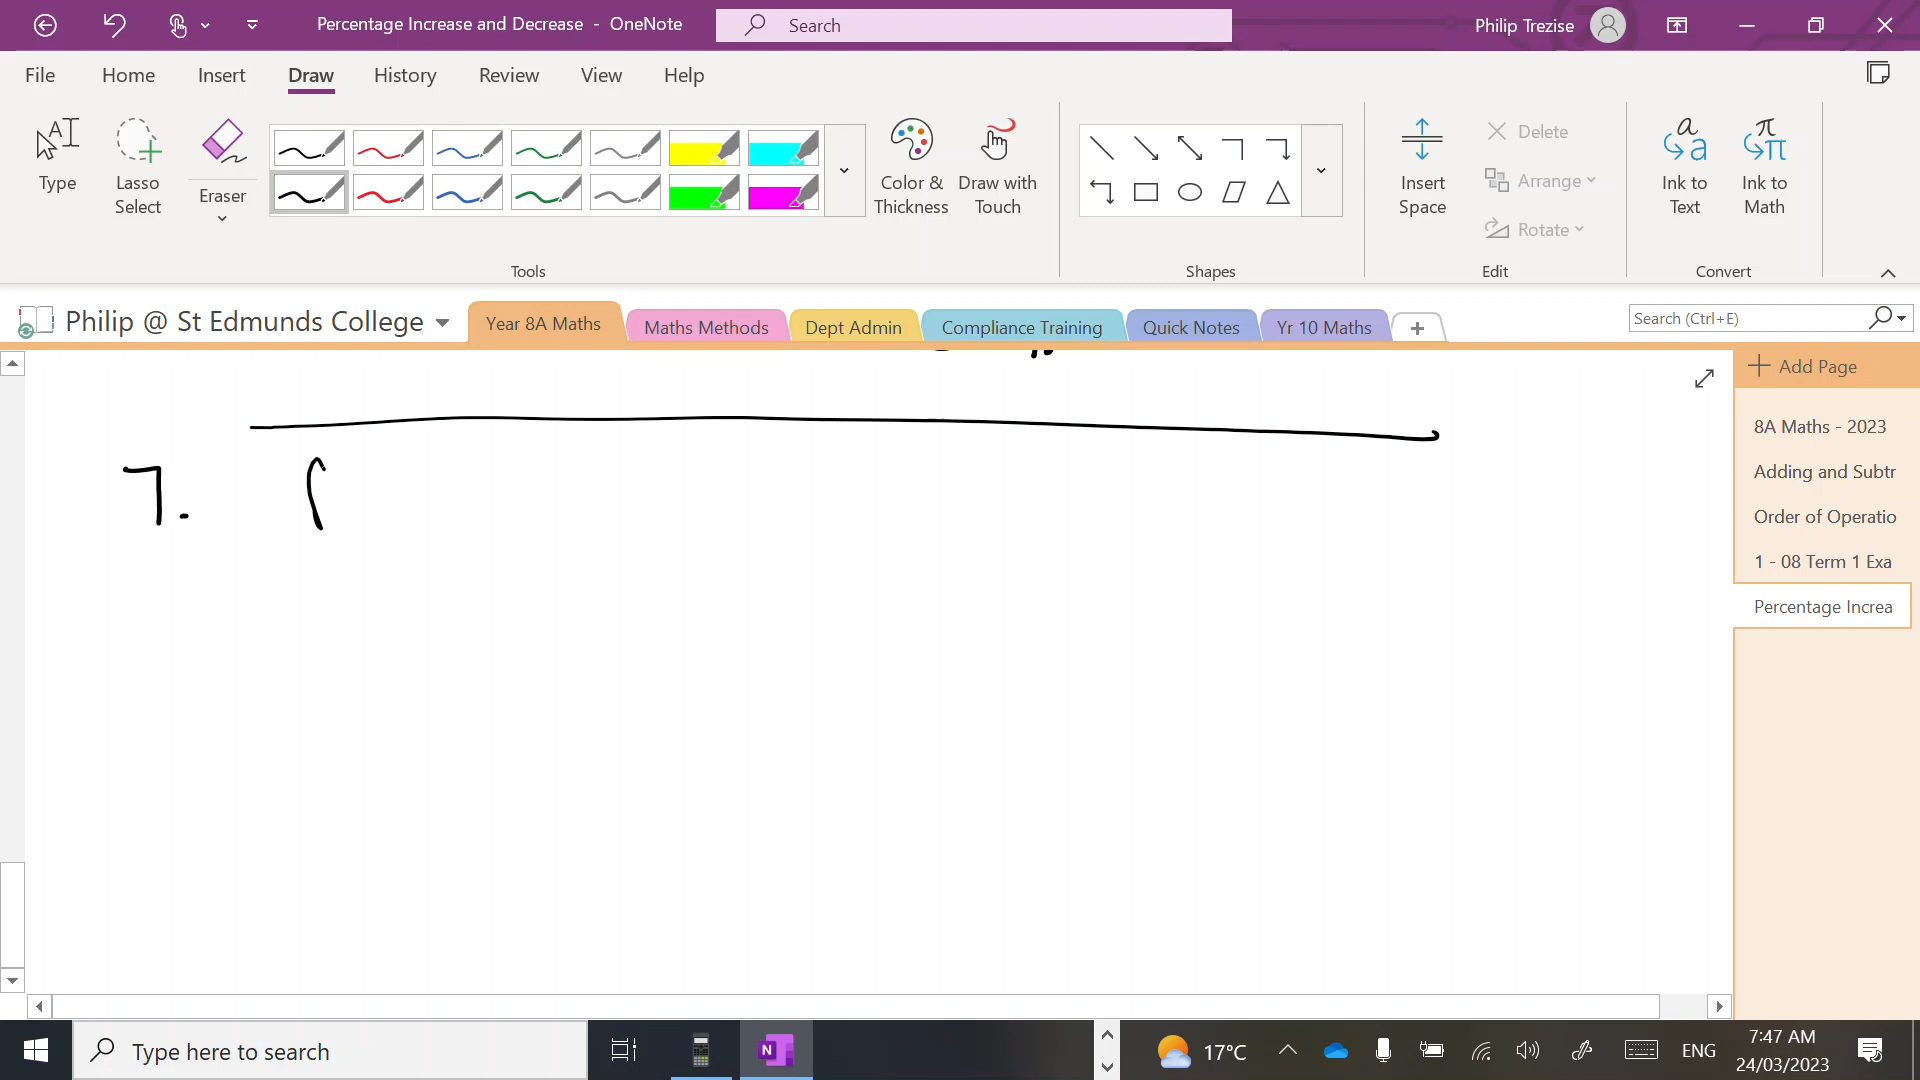 Percentage Increase and Decrease - OneNote
Search
Philip Trezise
File Home Insert Draw History Review View Help
Type
Lasso Select
Eraser
Color & Thickness
Draw with Touch
Insert Space
Delete
Arrange
Rotate
Ink to Text
Ink to Math
Tools
Shapes
Edit
Convert
Philip @ St Edmunds College
Year 8A Maths
Maths Methods
Dept Admin
Compliance Training
Quick Notes
Yr 10 Maths
Search (Ctrl+E)
Add Page
8A Maths - 2023
Adding and Subtr
Order of Operatio
1 - 08 Term 1 Exa
Percentage Increa
7. (
Type here to search
17°C
ENG
7:47 AM
24/03/2023